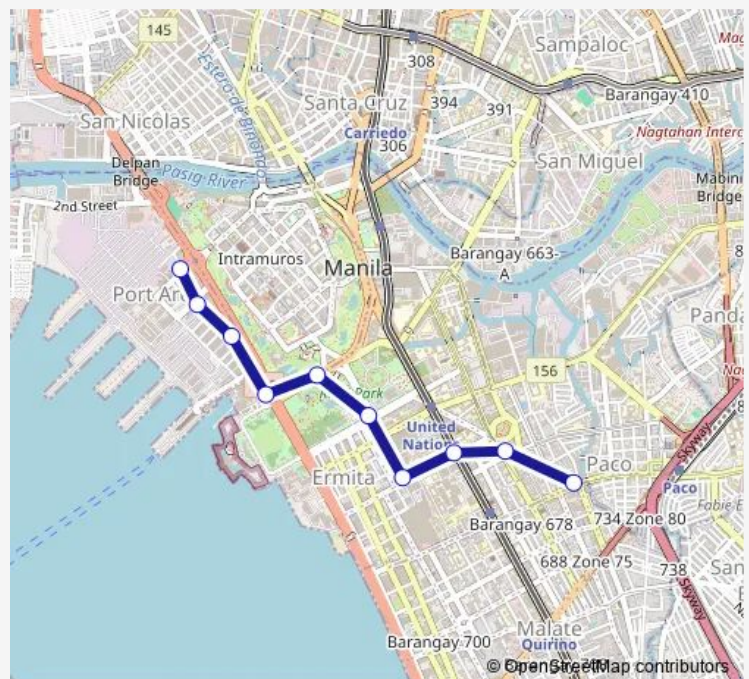 145
Sampaloc
308
Estero de Binondo
Santa Cruz
394
391
Barangay 410
San Nicolas
Carriedo
306
Nagtahan Interc
Delpan
Bridge
Pasig River
San Miguel
Mabini
Bridge
2nd Street
Intramuros
Manila
Barangay 663-
A
Port Ar
Panda
156
Park
United
Nations
Ermita
Paco
Skyway
Paco
Barangay 678
734 Zone 80
688 Zone 75
738
San
Skyway
Malate
Quirino
Barangay 700
© OpenStreetMap contributors